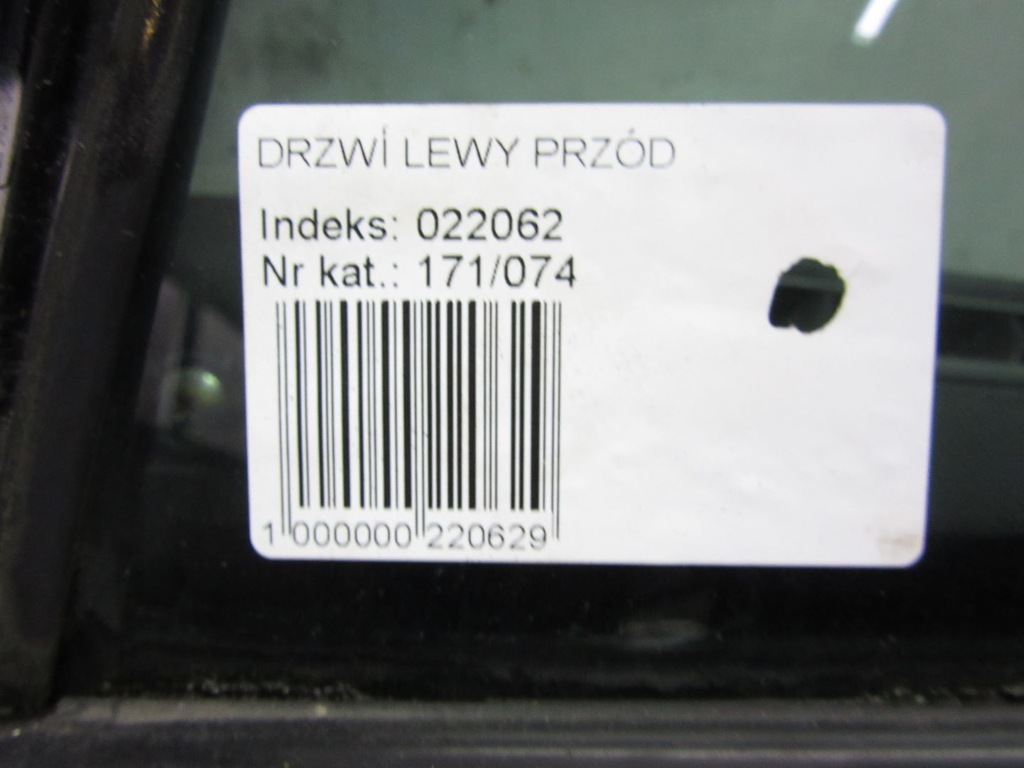 DRZWİ LEWY PRZÓD
Indeks: 022062
Nr kat.: 171/074
1 000000 220629